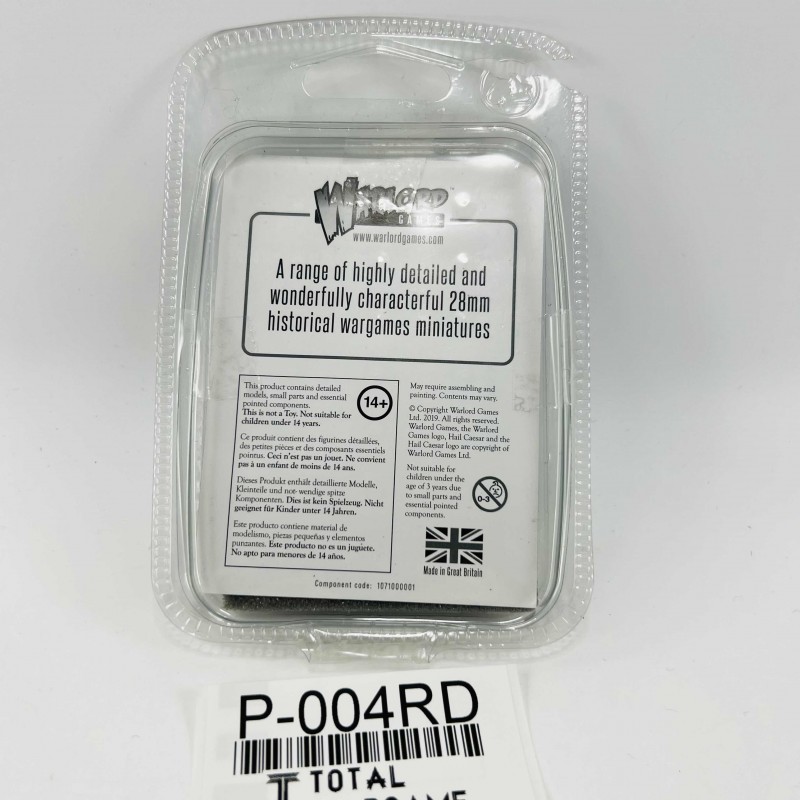 WARLORD
GAMES
www.warlordgames.com
A range of highly detailed and
wonderfully characterful 28mm
historical wargames miniatures
This product contains detailed
models, small parts and essential
pointed components.
This is not a Toy. Not suitable for
children under 14 years.
14+
Ce produit contient des figurines détaillées,
des petites pièces et des composants essentiels
pointus. Ceci n'est pas un jouet. Ne convient
pas à un enfant de moins de 14 ans.
Dieses Produkt enthält detaillierte Modelle,
Kleinteile und not- wendige spitze
Komponenten. Dies ist kein Spielzeug. Nicht
geeignet für Kinder unter 14 Jahren.
Este producto contiene material de
modelismo, piezas pequeñas y elementos
punzantes. Este producto no es un juguete.
No apto para menores de 14 años.
May require assembling and
painting. Contents may vary.
© Copyright Warlord Games
Ltd. 2019. All rights reserved.
Warlord Games, the Warlord
Games logo, Hail Caesar and the
Hail Caesar logo are copyright of
Warlord Games Ltd.
Not suitable for
children under the
age of 3 years due
to small parts and
essential pointed
components.
0-3
Made in Great Britain
Component code: 1071000001
P-004RD
TOTAL